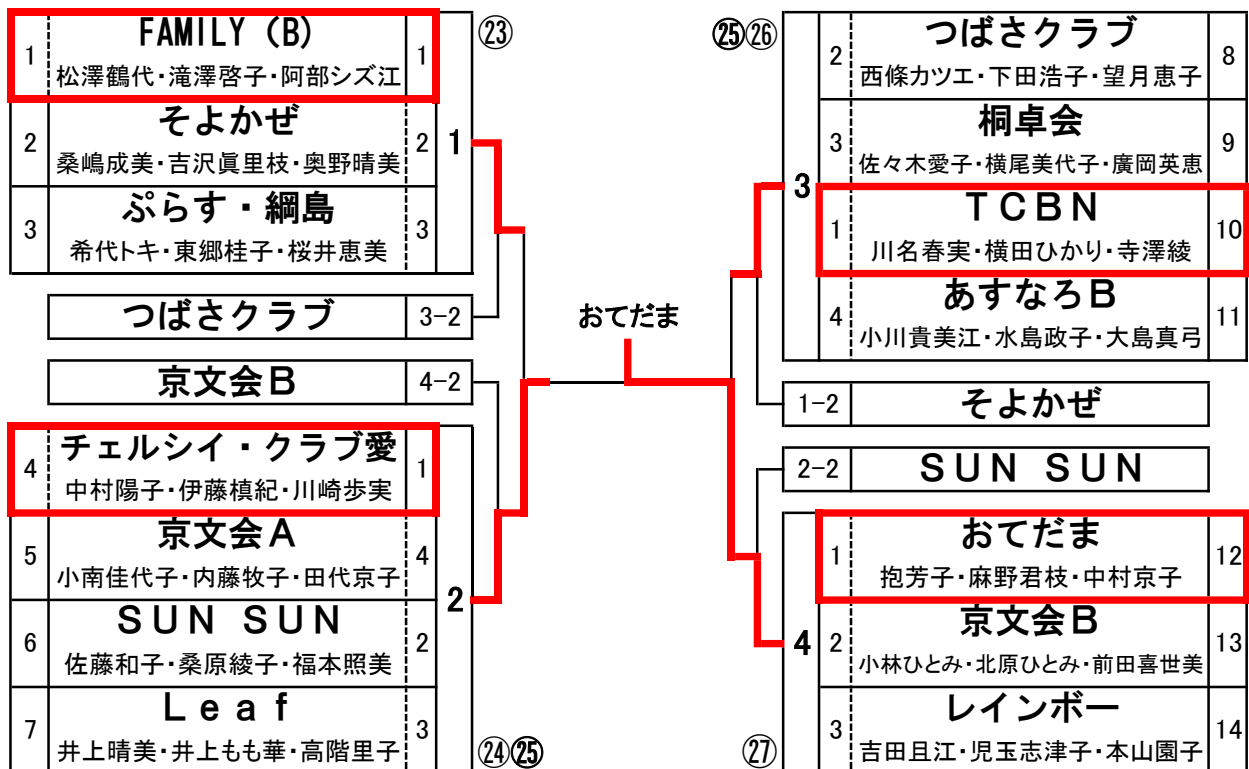 1 FAMILY (B) 1
松澤鶴代・滝澤啓子・阿部シズ江
2 そよかぜ 2
桑嶋成美・吉沢眞里枝・奥野晴美
3 ぷらす・綱島 3
希代トキ・東郷桂子・桜井恵美
1
㉓
つばさクラブ 3-2
京文会B 4-2
4 チェルシイ・クラブ愛 1
中村陽子・伊藤槙紀・川崎歩実
5 京文会A 4
小南佳代子・内藤牧子・田代京子
6 SUN SUN 2
佐藤和子・桑原綾子・福本照美
7 Leaf 3
井上晴美・井上もも華・高階里子
2
㉔㉕
おてだま
㉕㉖
3
2 つばさクラブ 8
西條カツエ・下田浩子・望月恵子
3 桐卓会 9
佐々木愛子・横尾美代子・廣岡英恵
1 TCBN 10
川名春実・横田ひかり・寺澤綾
4 あすなろB 11
小川貴美江・水島政子・大島真弓
1-2 そよかぜ
2-2 SUN SUN
4
1 おてだま 12
抱芳子・麻野君枝・中村京子
2 京文会B 13
小林ひとみ・北原ひとみ・前田喜世美
3 レインボー 14
吉田且江・児玉志津子・本山園子
㉗